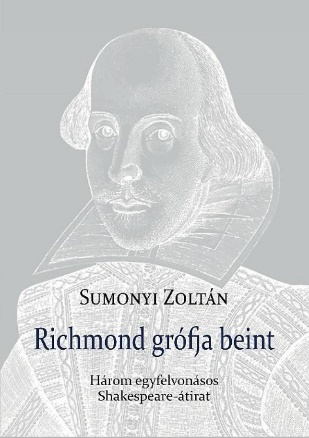 Sumonyi Zoltán
Richmond grófja beint
Három egyfelvonásos
Shakespeare-átirat